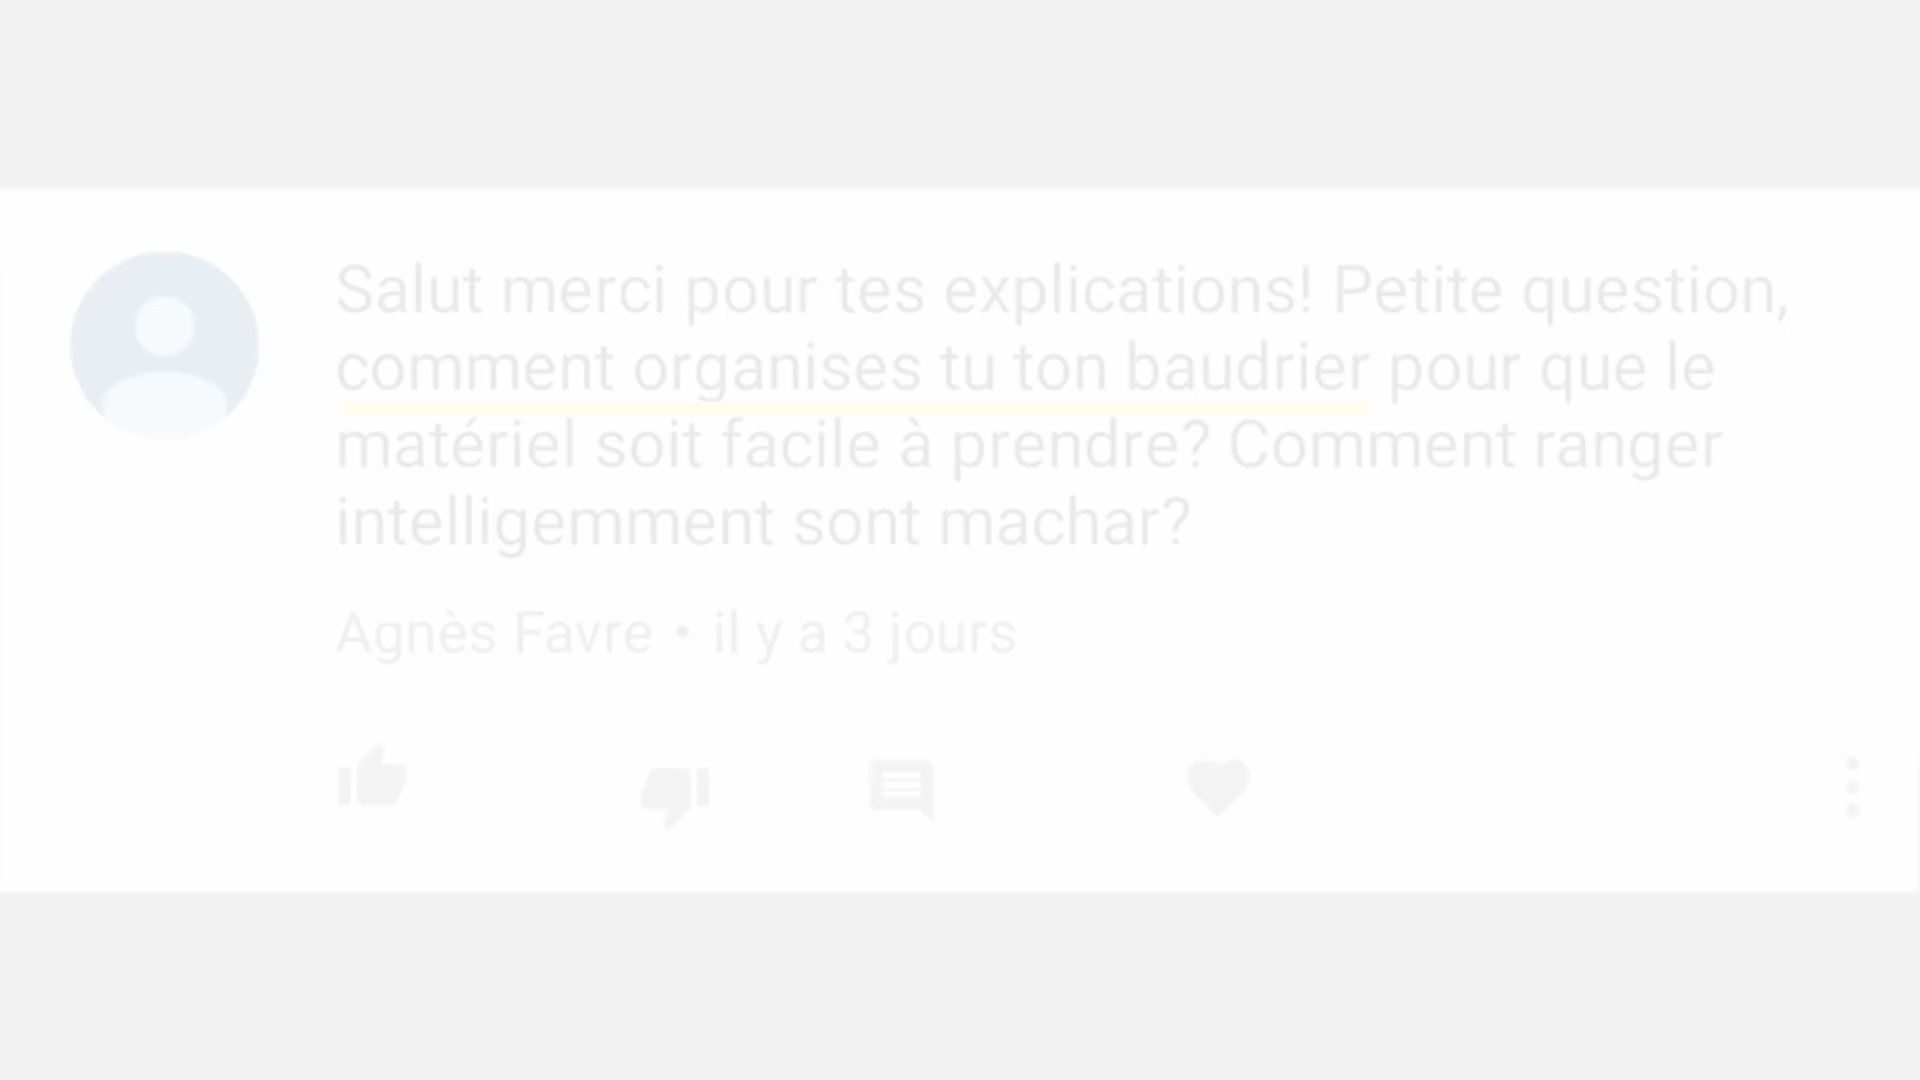 Salut merci pour tes explications! Petite question,
comment organises tu ton baudrier pour que le
matériel soit facile à prendre? Comment ranger
intelligemment sont machar?
Agnès Favre • il y a 3 jours